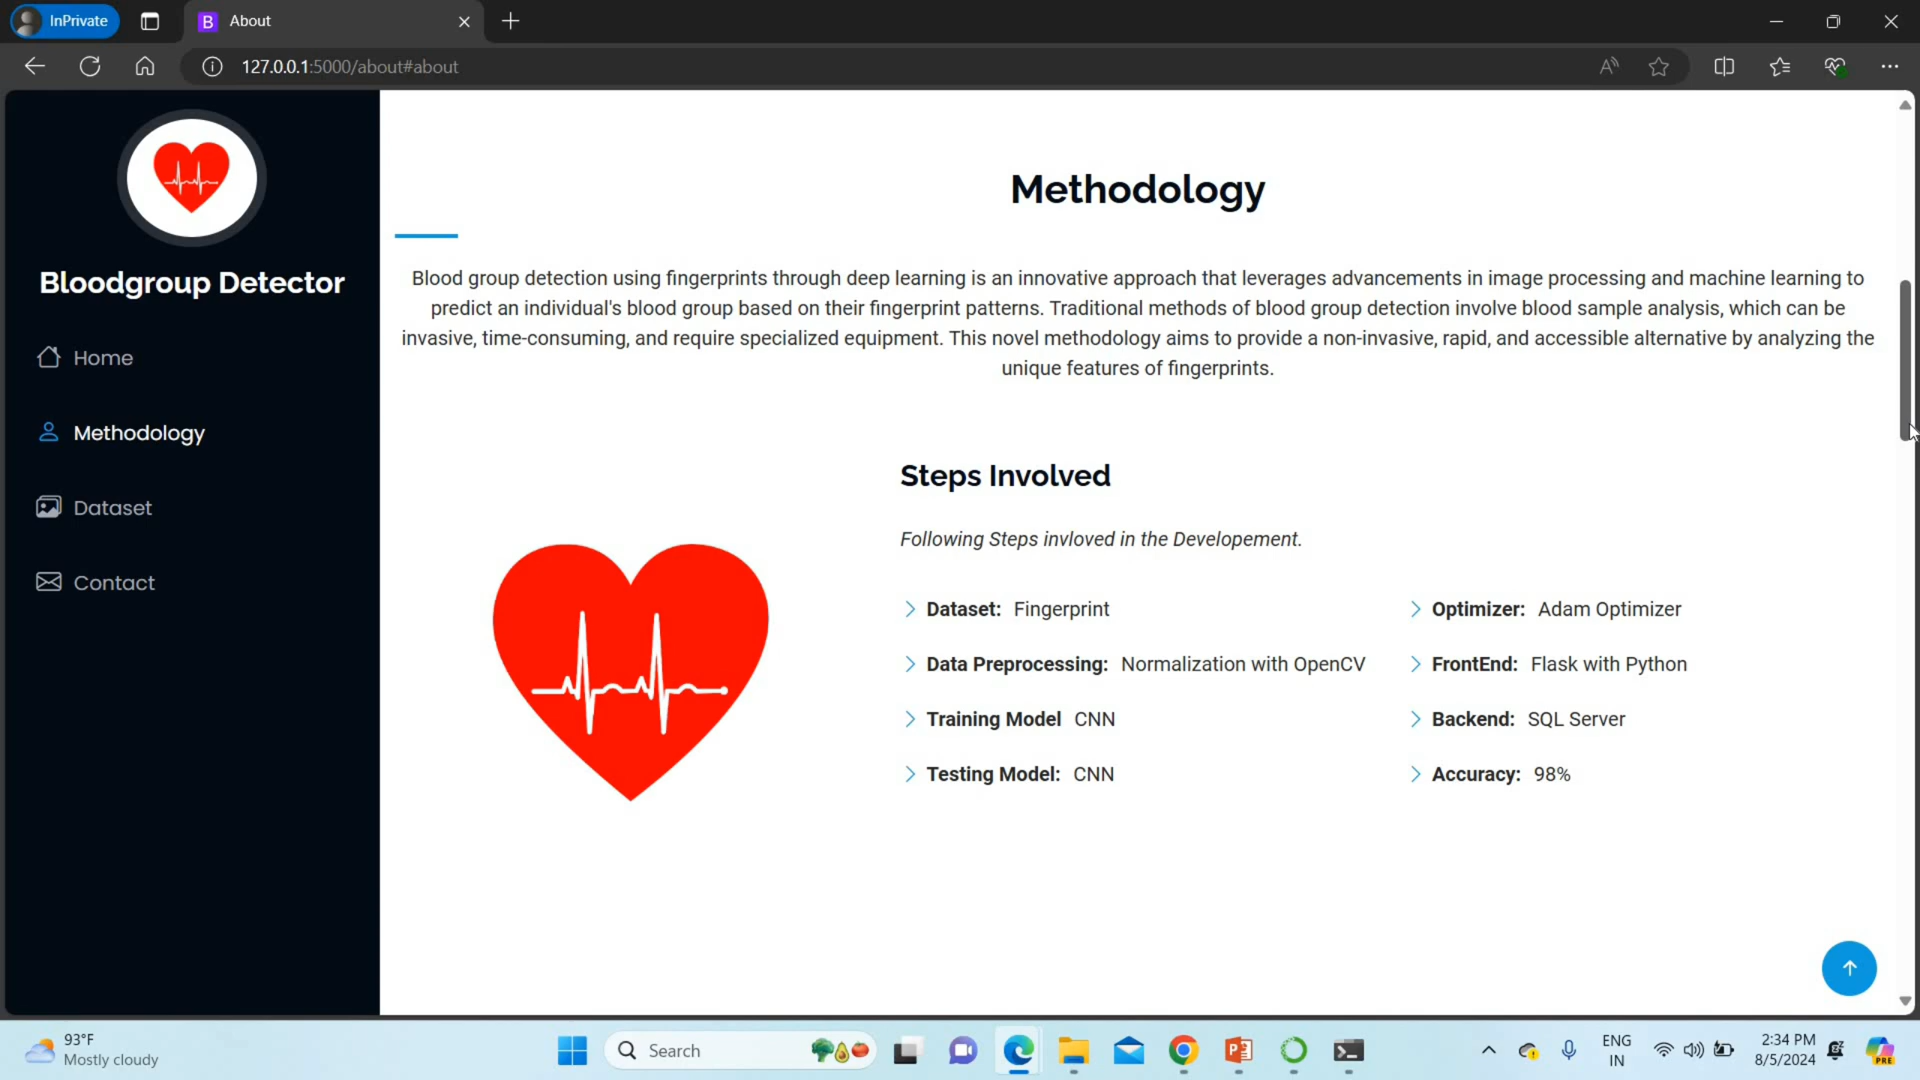 InPrivate
B About
127.0.0.1:5000/about#about
Bloodgroup Detector
Home
Methodology
Dataset
Contact
Methodology
Blood group detection using fingerprints through deep learning is an innovative approach that leverages advancements in image processing and machine learning to
predict an individual's blood group based on their fingerprint patterns. Traditional methods of blood group detection involve blood sample analysis, which can be
invasive, time-consuming, and require specialized equipment. This novel methodology aims to provide a non-invasive, rapid, and accessible alternative by analyzing the
unique features of fingerprints.
Steps Involved
Following Steps invloved in the Developement.
Dataset: Fingerprint
Data Preprocessing: Normalization with OpenCV
Training Model CNN
Testing Model: CNN
Optimizer: Adam Optimizer
FrontEnd: Flask with Python
Backend: SQL Server
Accuracy: 98%
93°F
Mostly cloudy
Search
ENG
IN
2:34 PM
8/5/2024
PRE